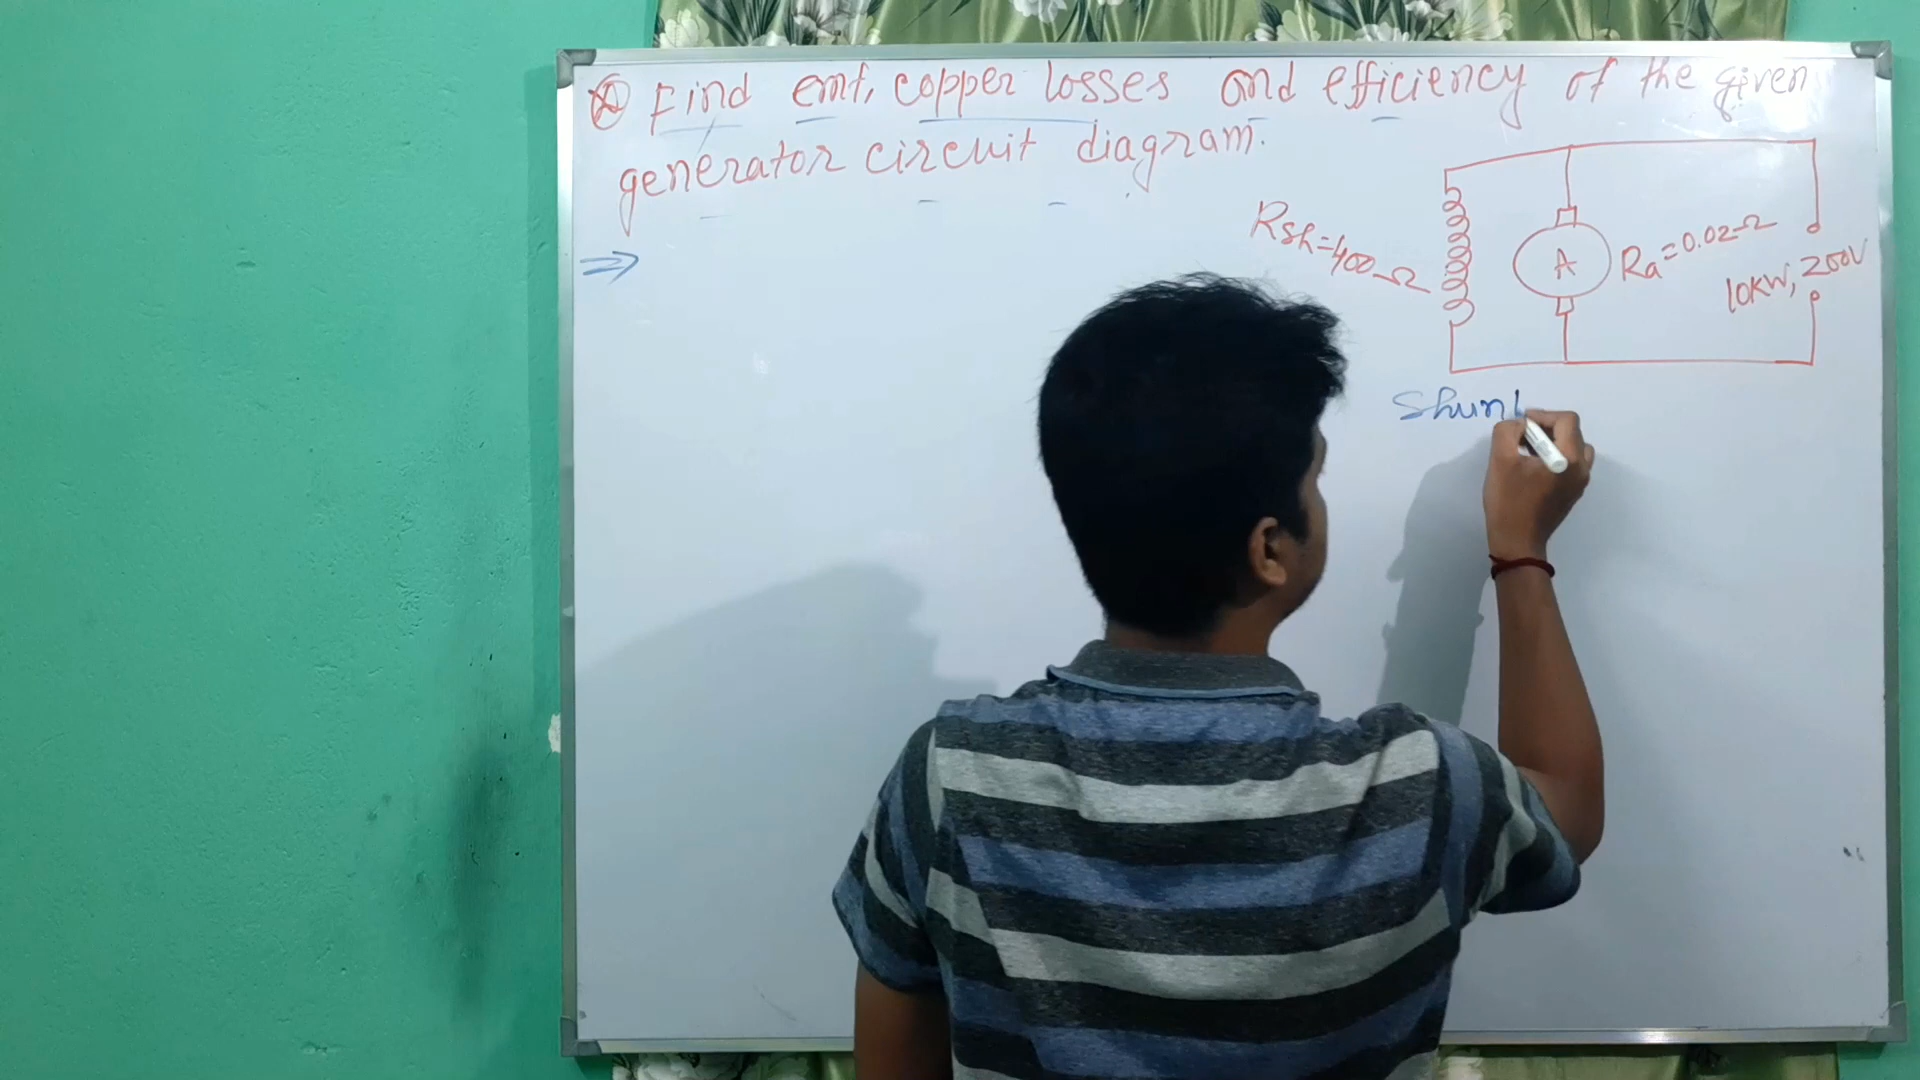 Find emf, copper losses and efficiency of the given
generator circuit diagram.
Rsh=400Ω
A
Ra=0.02Ω
10KW, 200V
Shunt